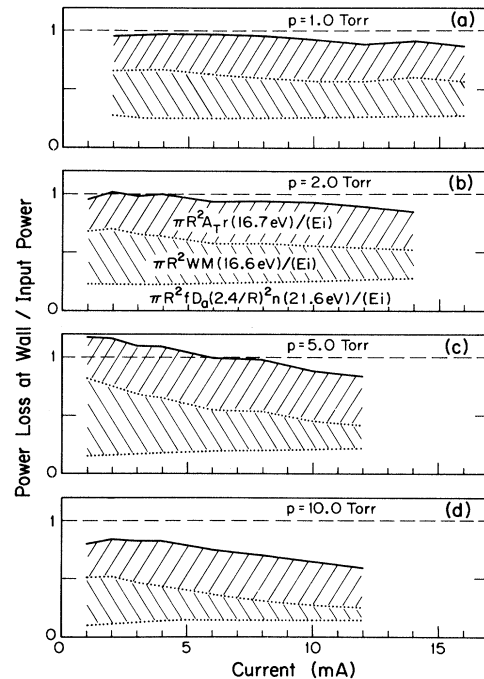 p = 1.0 Torr (a)
1
0
p = 2.0 Torr (b)
1
πR²A_T r (16.7 eV)/(Ei)
πR²WM (16.6 eV)/(Ei)
πR²fD_a(2.4/R)²n (21.6 eV)/(Ei)
0
p = 5.0 Torr (c)
1
0
p = 10.0 Torr (d)
1
0
0 5 10 15
Current (mA)
Power Loss at Wall / Input Power